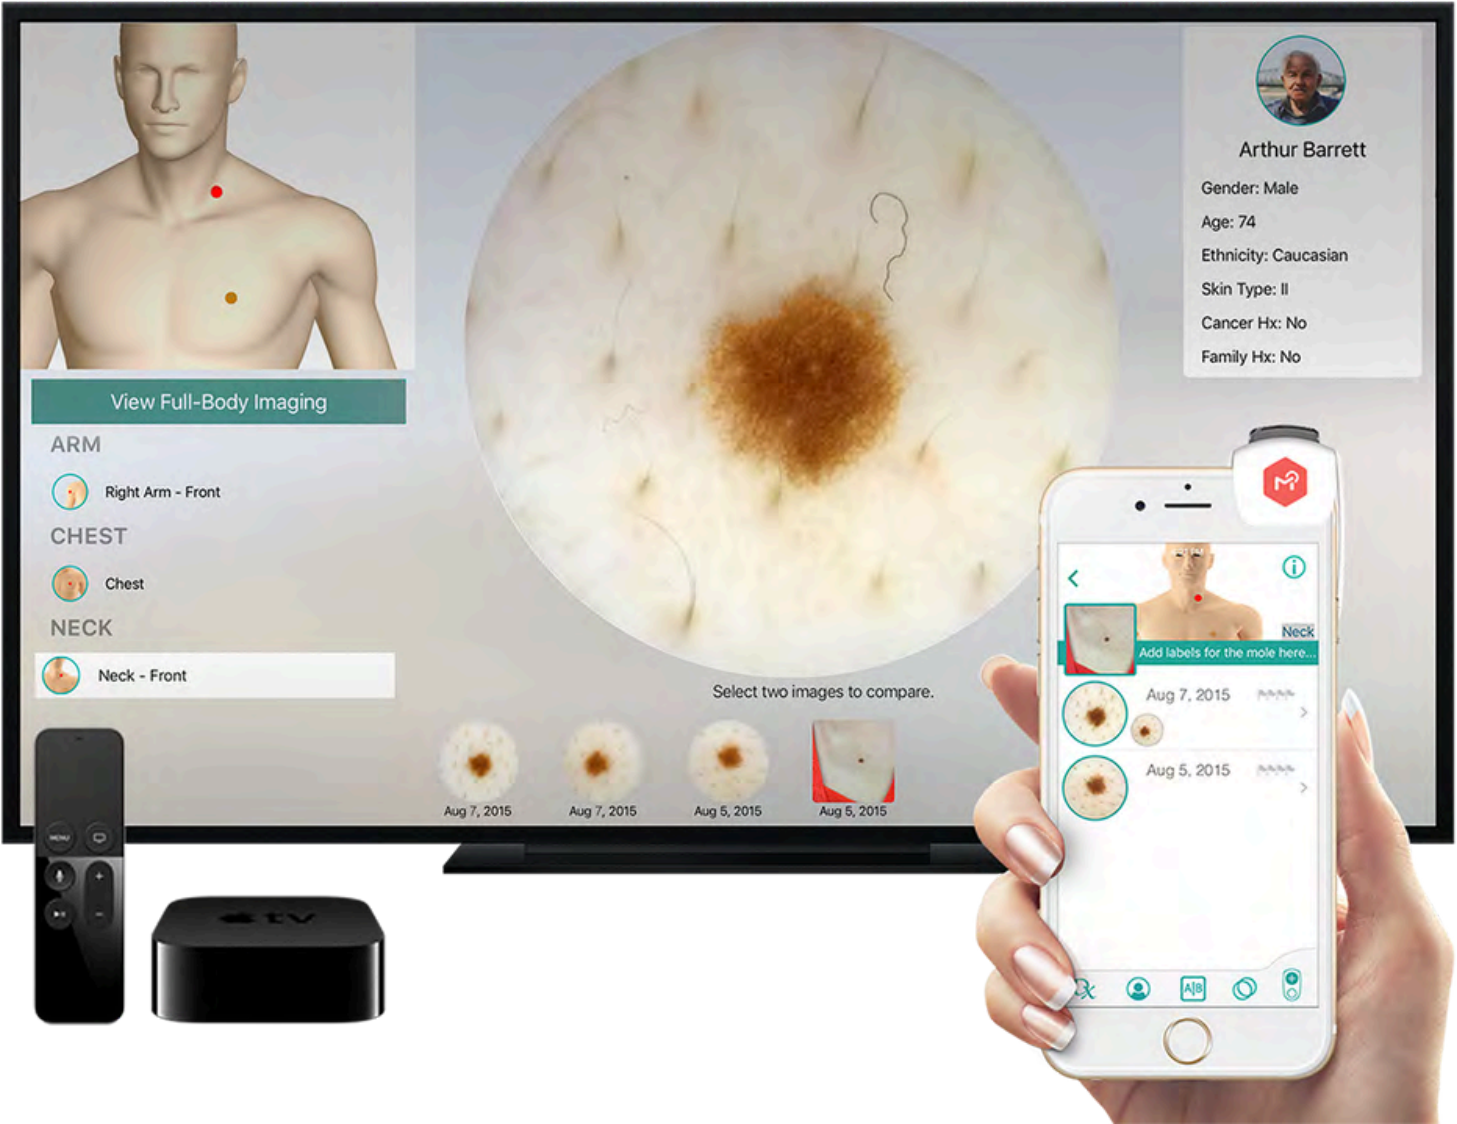 Arthur Barrett
Gender: Male
Age: 74
Ethnicity: Caucasian
Skin Type: II
Cancer Hx: No
Family Hx: No
View Full-Body Imaging
ARM
Right Arm - Front
CHEST
Chest
NECK
Neck - Front
Select two images to compare.
Aug 7, 2015
Aug 7, 2015
Aug 5, 2015
Aug 5, 2015
MENU
tv
Neck
Add labels for the mole here...
Aug 7, 2015
Aug 5, 2015
A|B